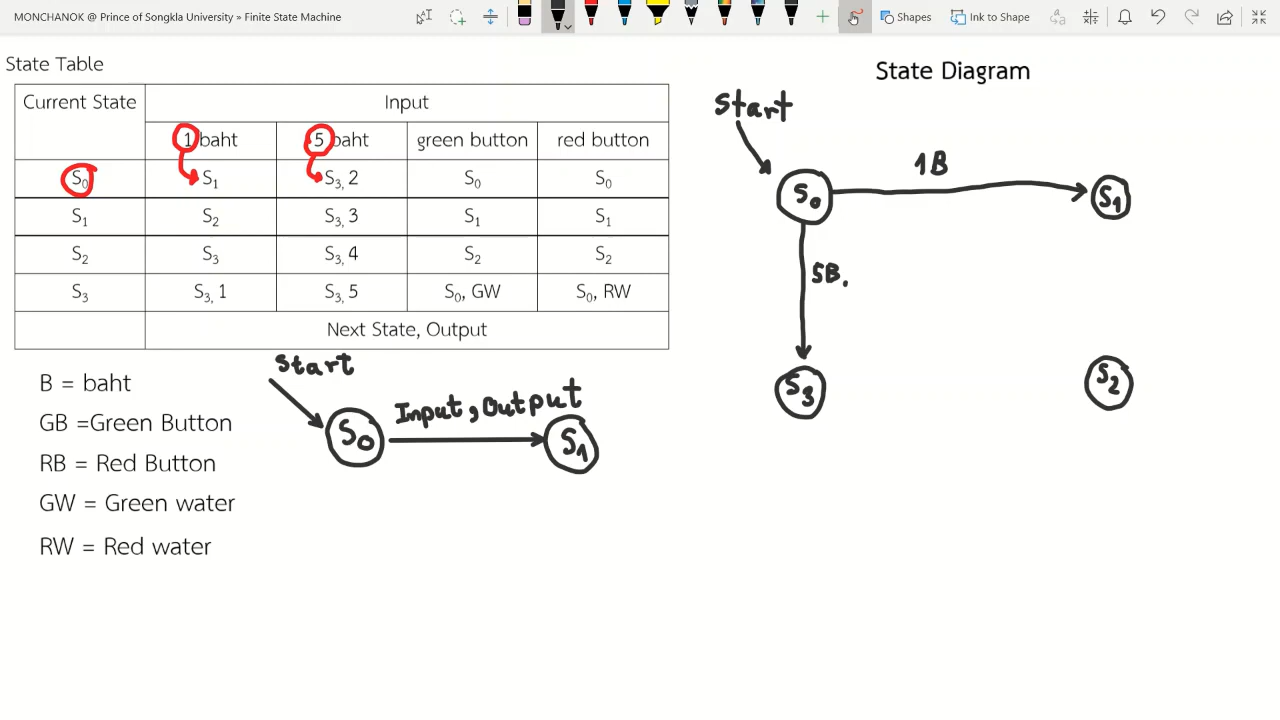 MONCHANOK @ Prince of Songkla University » Finite State Machine
Shapes
Ink to Shape
State Table
Current State Input
1 baht 5 baht green button red button
S0 S1 S3, 2 S0 S0
S1 S2 S3, 3 S1 S1
S2 S3 S3, 4 S2 S2
S3 S3, 1 S3, 5 S0, GW S0, RW
Next State, Output
B = baht
GB =Green Button
RB = Red Button
GW = Green water
RW = Red water
Start
Input, Output
S0 S1
State Diagram
Start
1B
S0 S1
5B.
S3 S2